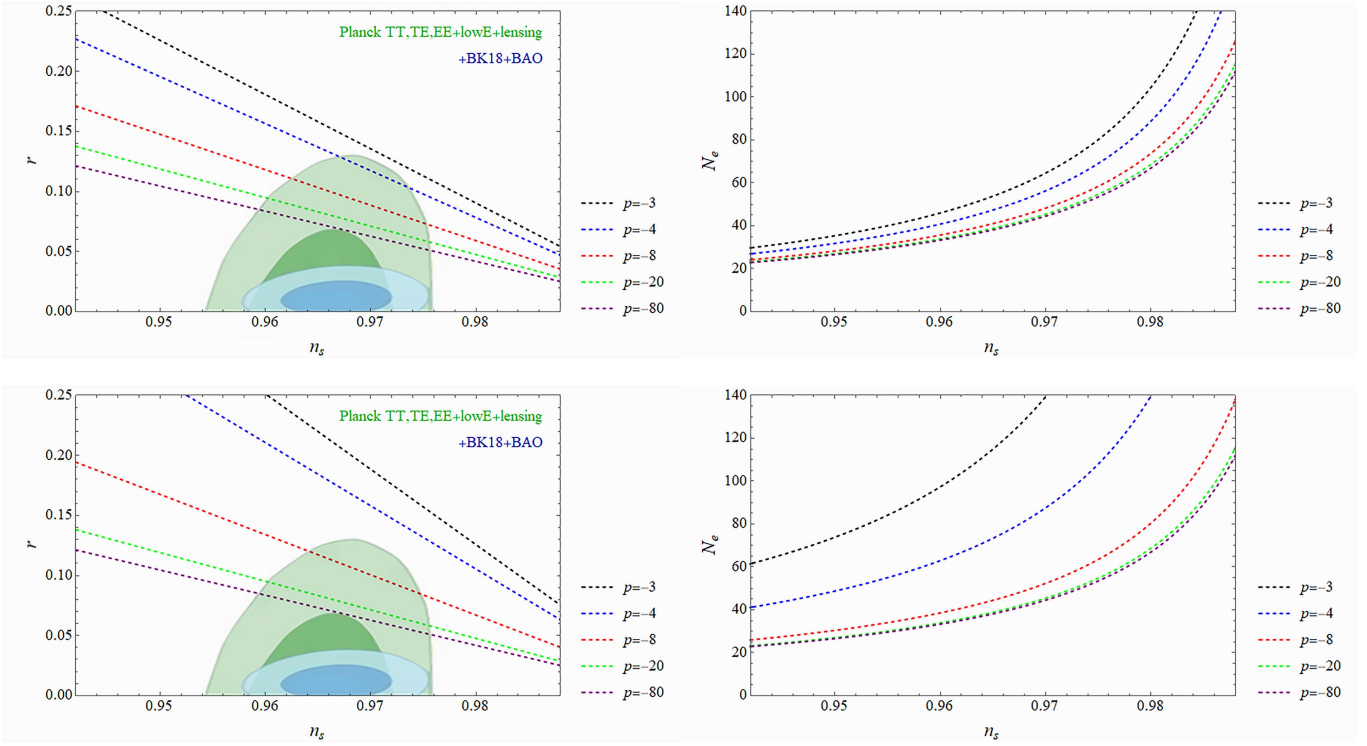 0.25
0.20
0.15
0.10
0.05
0.00
r
Planck TT,TE,EE+lowE+lensing
+BK18+BAO
0.95
0.96
0.97
0.98
n_s
p=−3
p=−4
p=−8
p=−20
p=−80
140
120
100
80
60
40
20
0
N_e
0.95
0.96
0.97
0.98
n_s
p=−3
p=−4
p=−8
p=−20
p=−80
0.25
0.20
0.15
0.10
0.05
0.00
r
Planck TT,TE,EE+lowE+lensing
+BK18+BAO
0.95
0.96
0.97
0.98
n_s
p=−3
p=−4
p=−8
p=−20
p=−80
140
120
100
80
60
40
20
0
N_e
0.95
0.96
0.97
0.98
n_s
p=−3
p=−4
p=−8
p=−20
p=−80